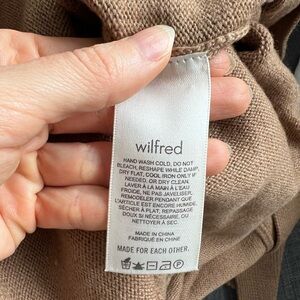 wilfred
HAND WASH COLD, DO NOT
BLEACH, RESHAPE WHILE DAMP,
DRY FLAT, COOL IRON ONLY IF
NEEDED. OR DRY CLEAN.
LAVER À LA MAIN À L'EAU
FROIDE, NE PAS JAVELISER,
REMODELER PENDANT QUE
L'ARTICLE EST ENCORE HUMIDE,
SÉCHER À PLAT, REPASSAGE
DOUX SI NÉCESSAIRE, OU
NETTOYER À SEC.
MADE IN CHINA
FABRIQUÉ EN CHINE
MADE FOR EACH OTHER.